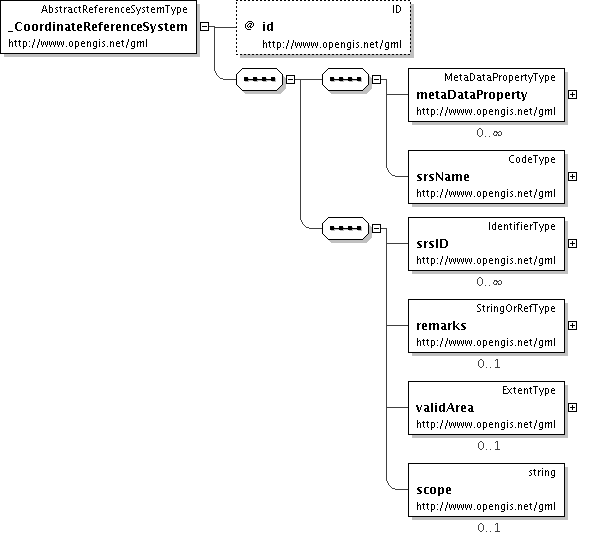 AbstractReferenceSystemType
_CoordinateReferenceSystem
http://www.opengis.net/gml
ID
@ id
http://www.opengis.net/gml
MetaDataPropertyType
metaDataProperty
http://www.opengis.net/gml
0..∞
CodeType
srsName
http://www.opengis.net/gml
IdentifierType
srsID
http://www.opengis.net/gml
0..∞
StringOrRefType
remarks
http://www.opengis.net/gml
0..1
ExtentType
validArea
http://www.opengis.net/gml
0..1
string
scope
http://www.opengis.net/gml
0..1